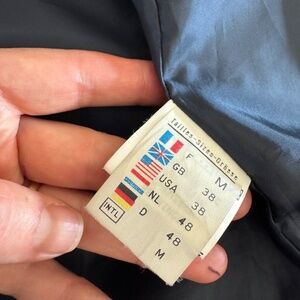 Tailles-Sizes-Grösse
F M
GB 38
USA 38
NL 48
D 48
INTL M